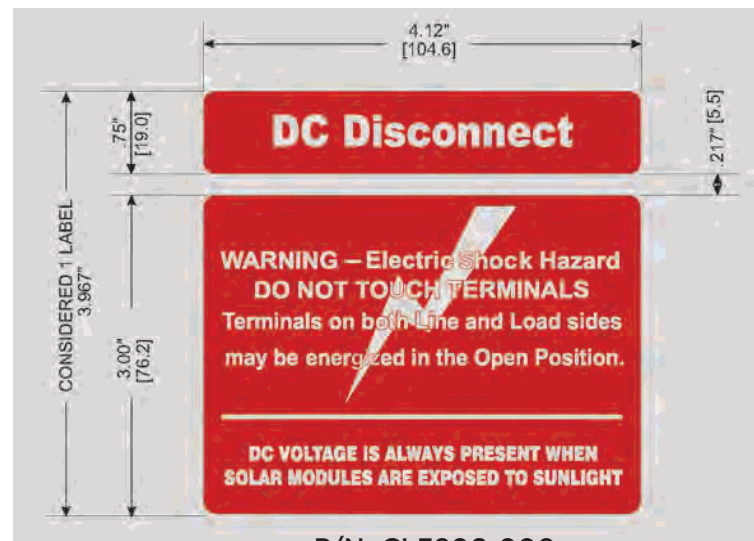 4.12"
[104.6]
.75"
[19.0]
.217" [5.5]
DC Disconnect
CONSIDERED 1 LABEL
3.967"
3.00"
[76.2]
WARNING – Electric Shock Hazard
DO NOT TOUCH TERMINALS
Terminals on both Line and Load sides
may be energized in the Open Position.
DC VOLTAGE IS ALWAYS PRESENT WHEN
SOLAR MODULES ARE EXPOSED TO SUNLIGHT